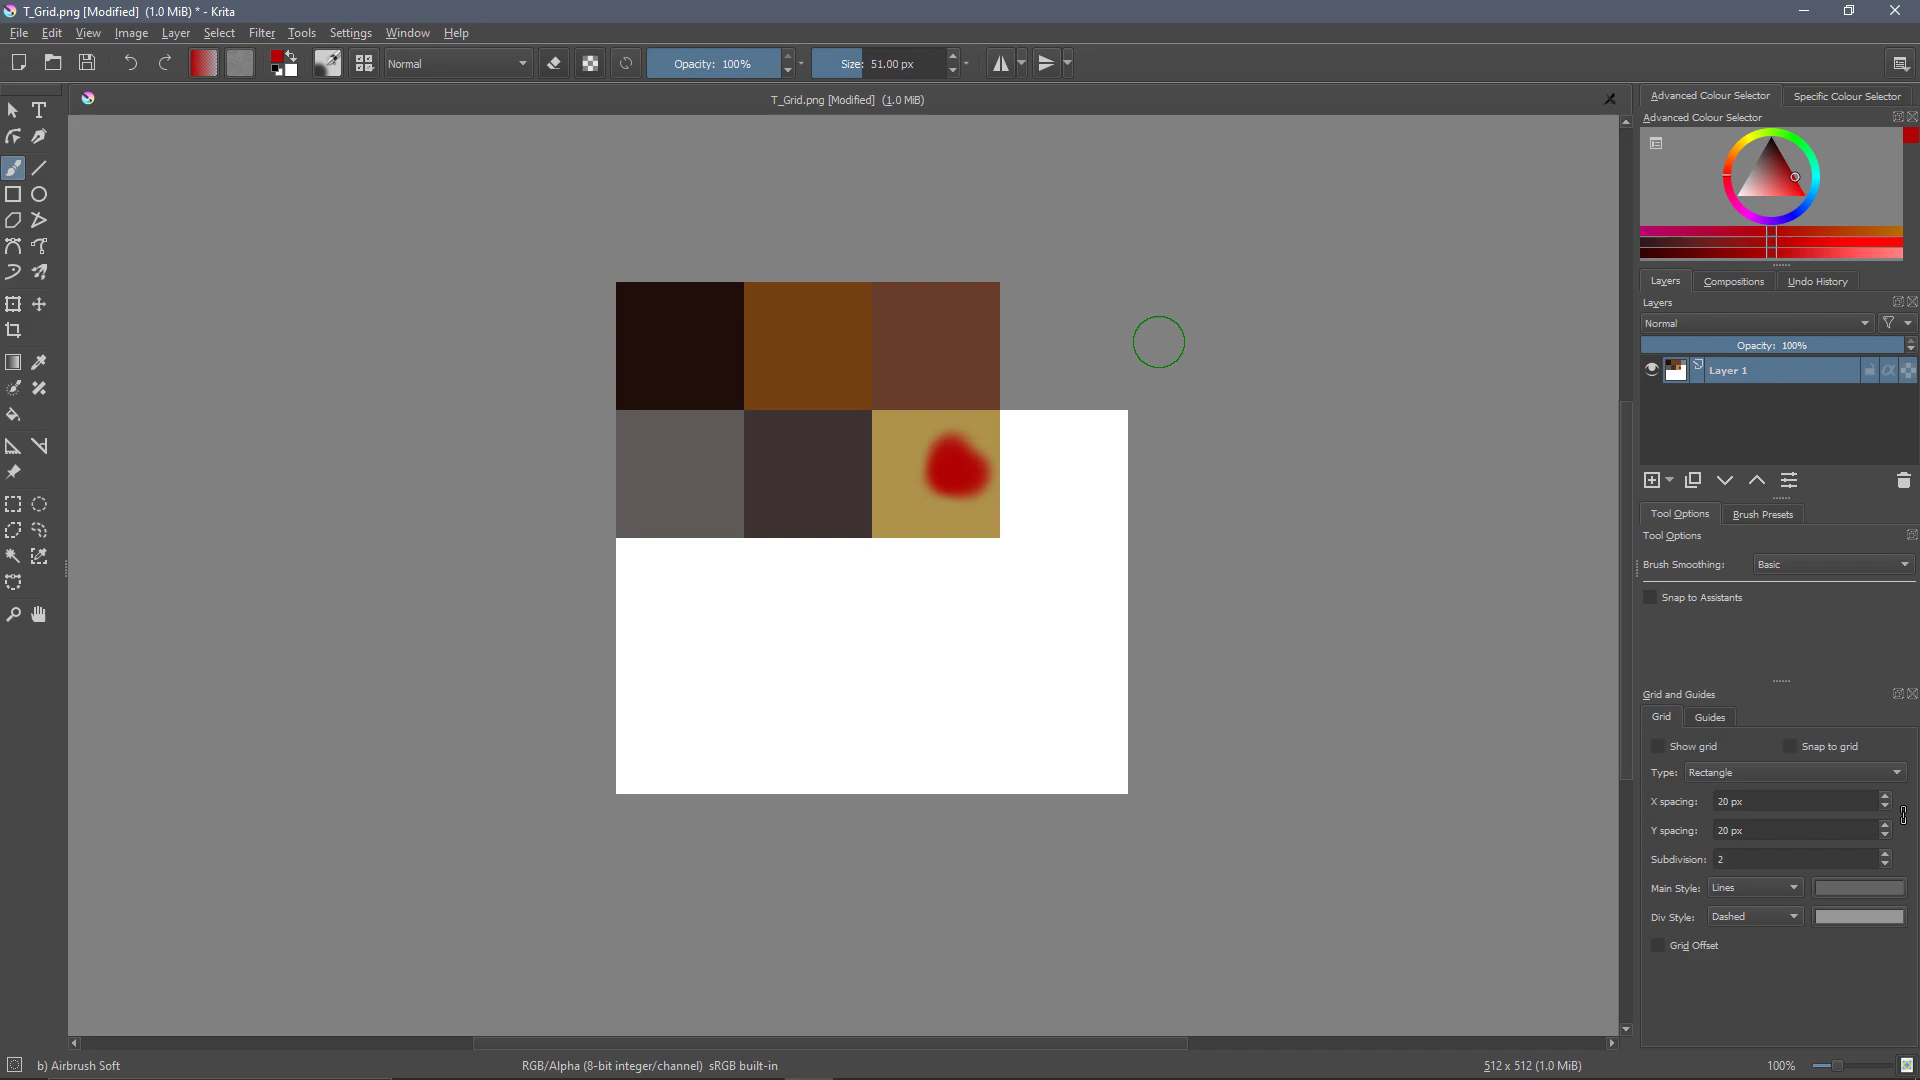 T_Grid.png [Modified] (1.0 MiB) * - Krita
File Edit View Image Layer Select Filter Tools Settings Window Help
Normal Opacity: 100% Size: 51.00 px
T_Grid.png [Modified] (1.0 MiB)
Advanced Colour Selector Specific Colour Selector
Advanced Colour Selector
Layers Compositions Undo History
Layers
Normal
Opacity: 100%
Layer 1
Tool Options Brush Presets
Tool Options
Brush Smoothing: Basic
Snap to Assistants
Grid and Guides
Grid Guides
Show grid Snap to grid
Type: Rectangle
X spacing: 20 px
Y spacing: 20 px
Subdivision: 2
Main Style: Lines
Div Style: Dashed
Grid Offset
b) Airbrush Soft RGB/Alpha (8-bit integer/channel) sRGB built-in 512 x 512 (1.0 MiB) 100%